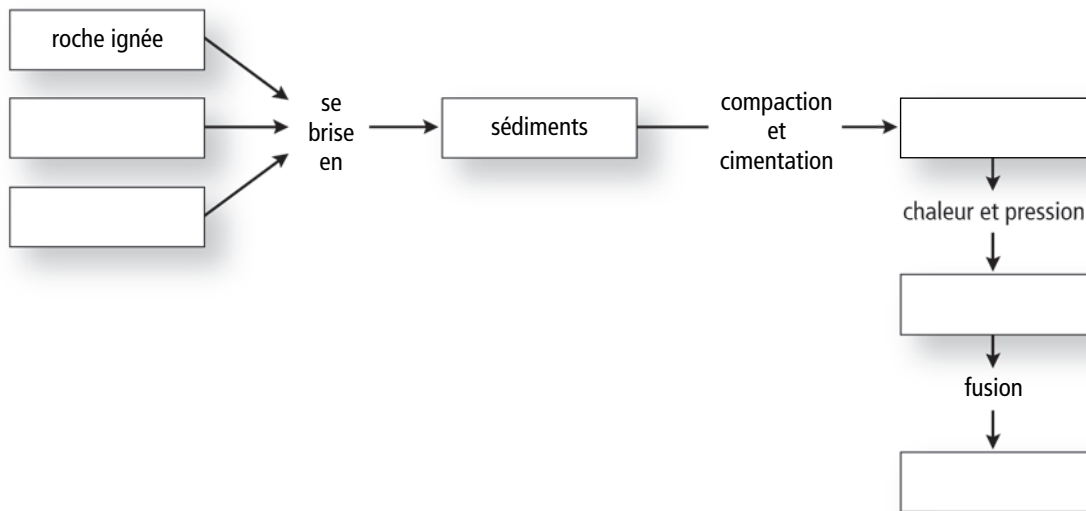 roche ignée
se
brise
en
sédiments
compaction
et
cimentation
chaleur et pression
fusion